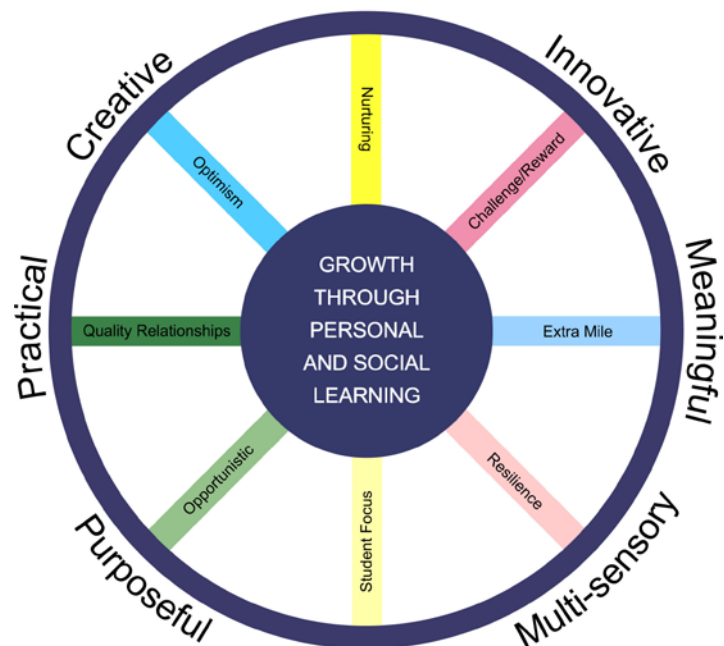 Creative
Innovative
Nurturing
Optimism
Challenge/Reward
GROWTH
THROUGH
PERSONAL
AND SOCIAL
LEARNING
Practical
Quality Relationships
Extra Mile
Meaningful
Opportunistic
Resilience
Student Focus
Purposeful
Multi-sensory